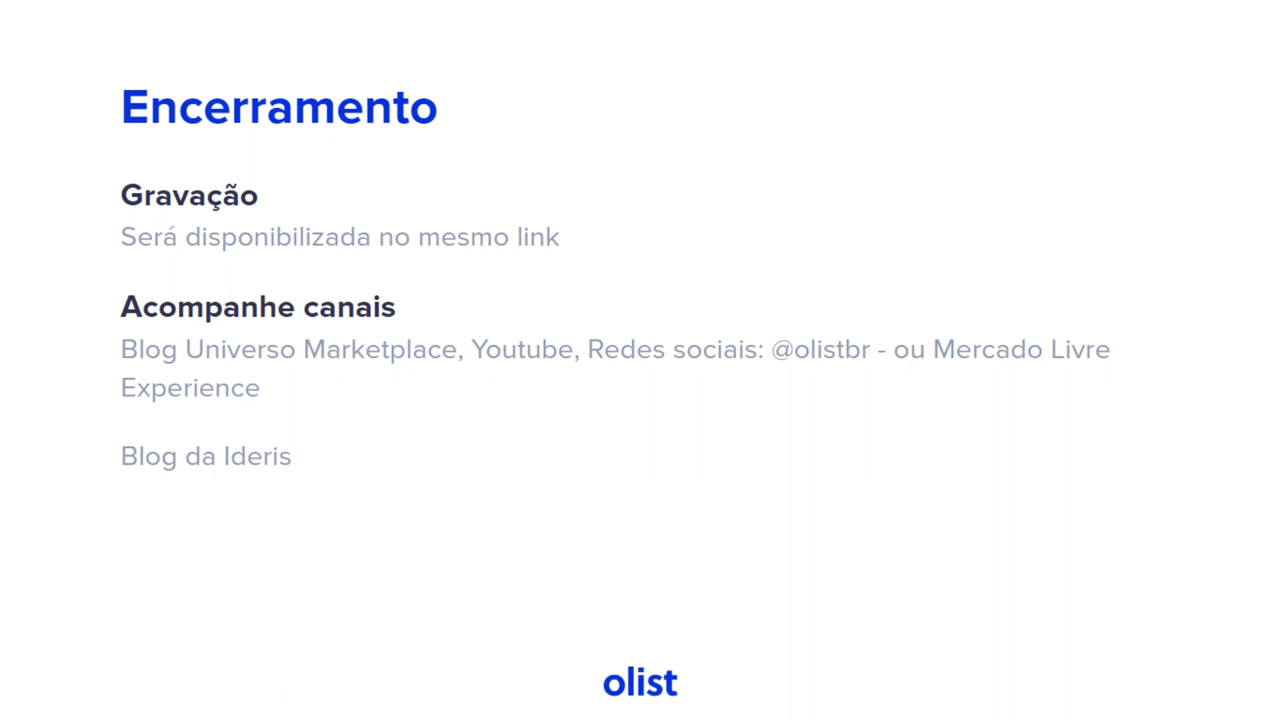 Encerramento
Gravação
Será disponibilizada no mesmo link
Acompanhe canais
Blog Universo Marketplace, Youtube, Redes sociais: @olistbr - ou Mercado Livre
Experience
Blog da Ideris
olist